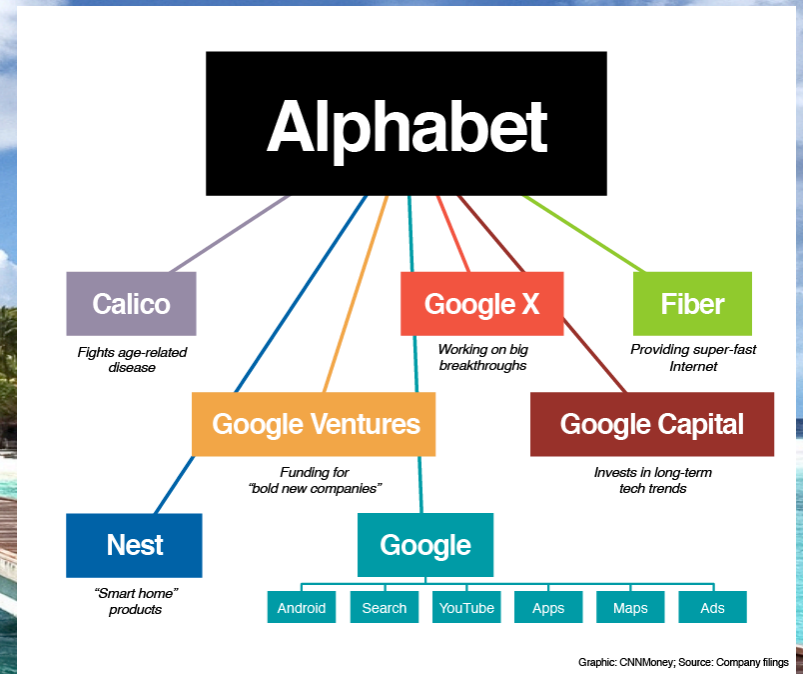 Alphabet
Calico
Fights age-related
disease
Google X
Working on big
breakthroughs
Fiber
Providing super-fast
Internet
Google Ventures
Funding for
“bold new companies”
Google Capital
Invests in long-term
tech trends
Nest
“Smart home”
products
Google
Android
Search
YouTube
Apps
Maps
Ads
Graphic: CNNMoney; Source: Company filings